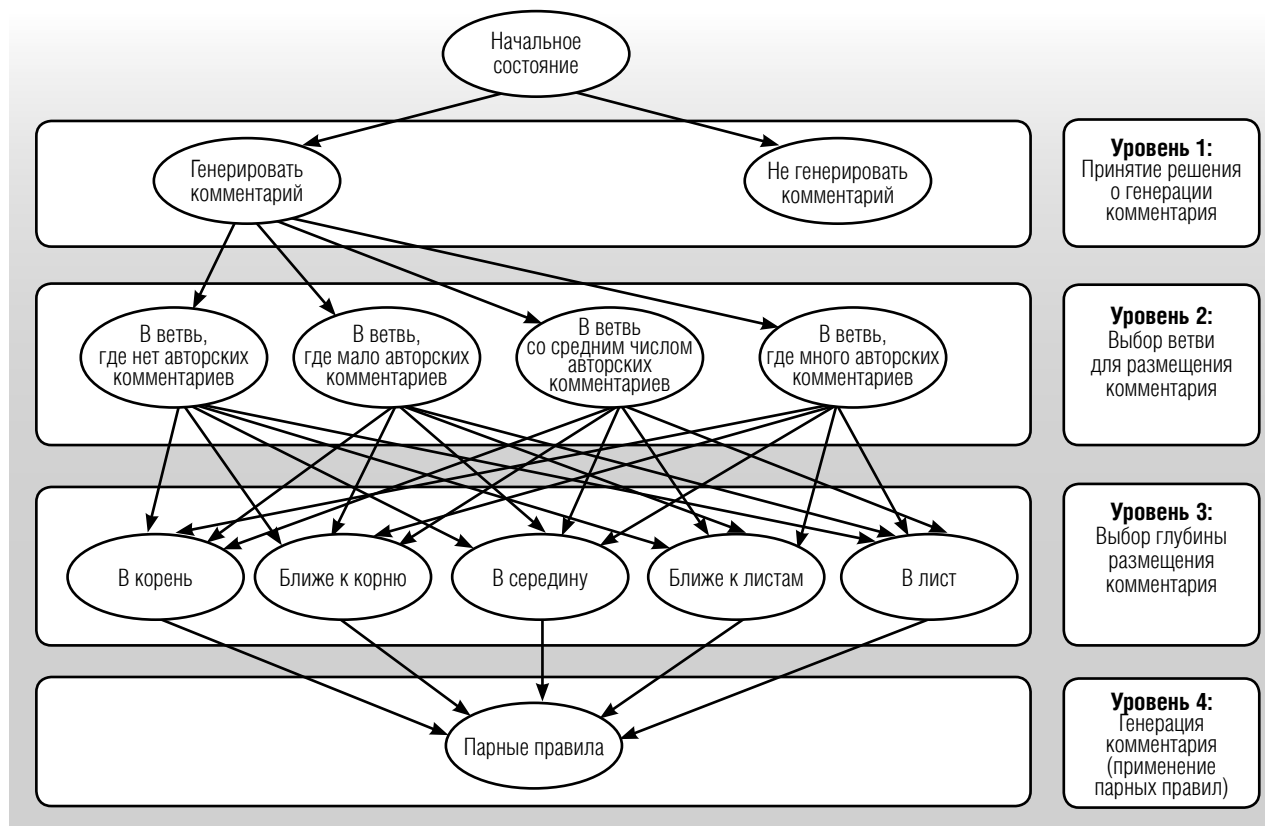 Начальное
состояние
Генерировать
комментарий
Не генерировать
комментарий
Уровень 1:
Принятие решения
о генерации
комментария
В ветвь,
где нет авторских
комментариев
В ветвь,
где мало авторских
комментариев
В ветвь
со средним числом
авторских
комментариев
В ветвь,
где много авторских
комментариев
Уровень 2:
Выбор ветви
для размещения
комментария
В корень
Ближе к корню
В середину
Ближе к листам
В лист
Уровень 3:
Выбор глубины
размещения
комментария
Парные правила
Уровень 4:
Генерация
комментария
(применение
парных правил)